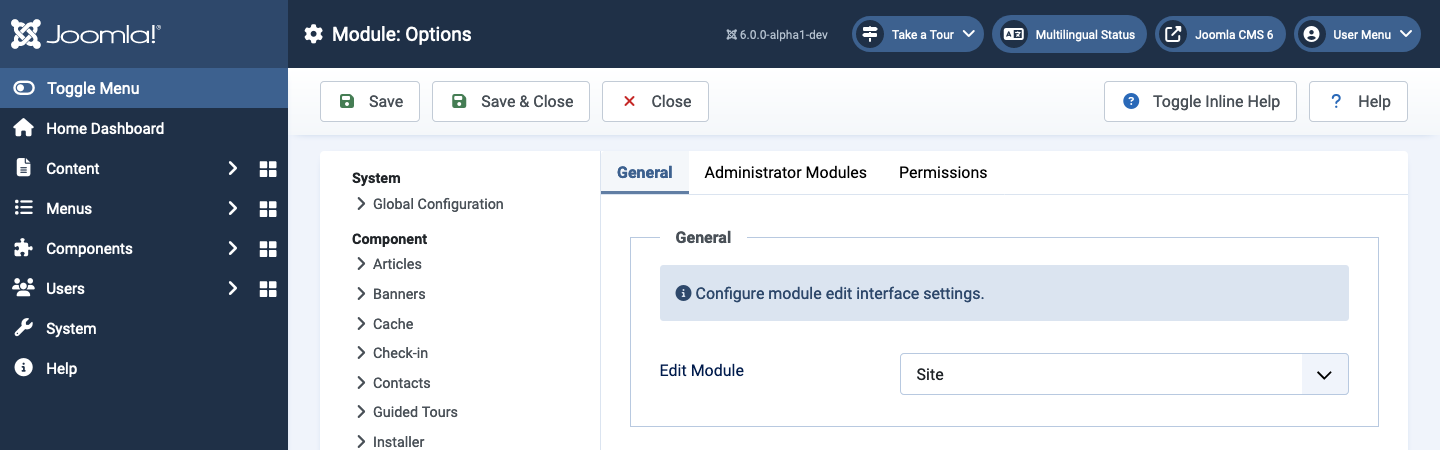 Joomla!®
Module: Options
6.0.0-alpha1-dev
Take a Tour
Multilingual Status
Joomla CMS 6
User Menu
Toggle Menu
Home Dashboard
Content
Menus
Components
Users
System
Help
Save
Save & Close
Close
Toggle Inline Help
? Help
System
Global Configuration
Component
Articles
Banners
Cache
Check-in
Contacts
Guided Tours
Installer
General
Administrator Modules
Permissions
General
Configure module edit interface settings.
Edit Module
Site